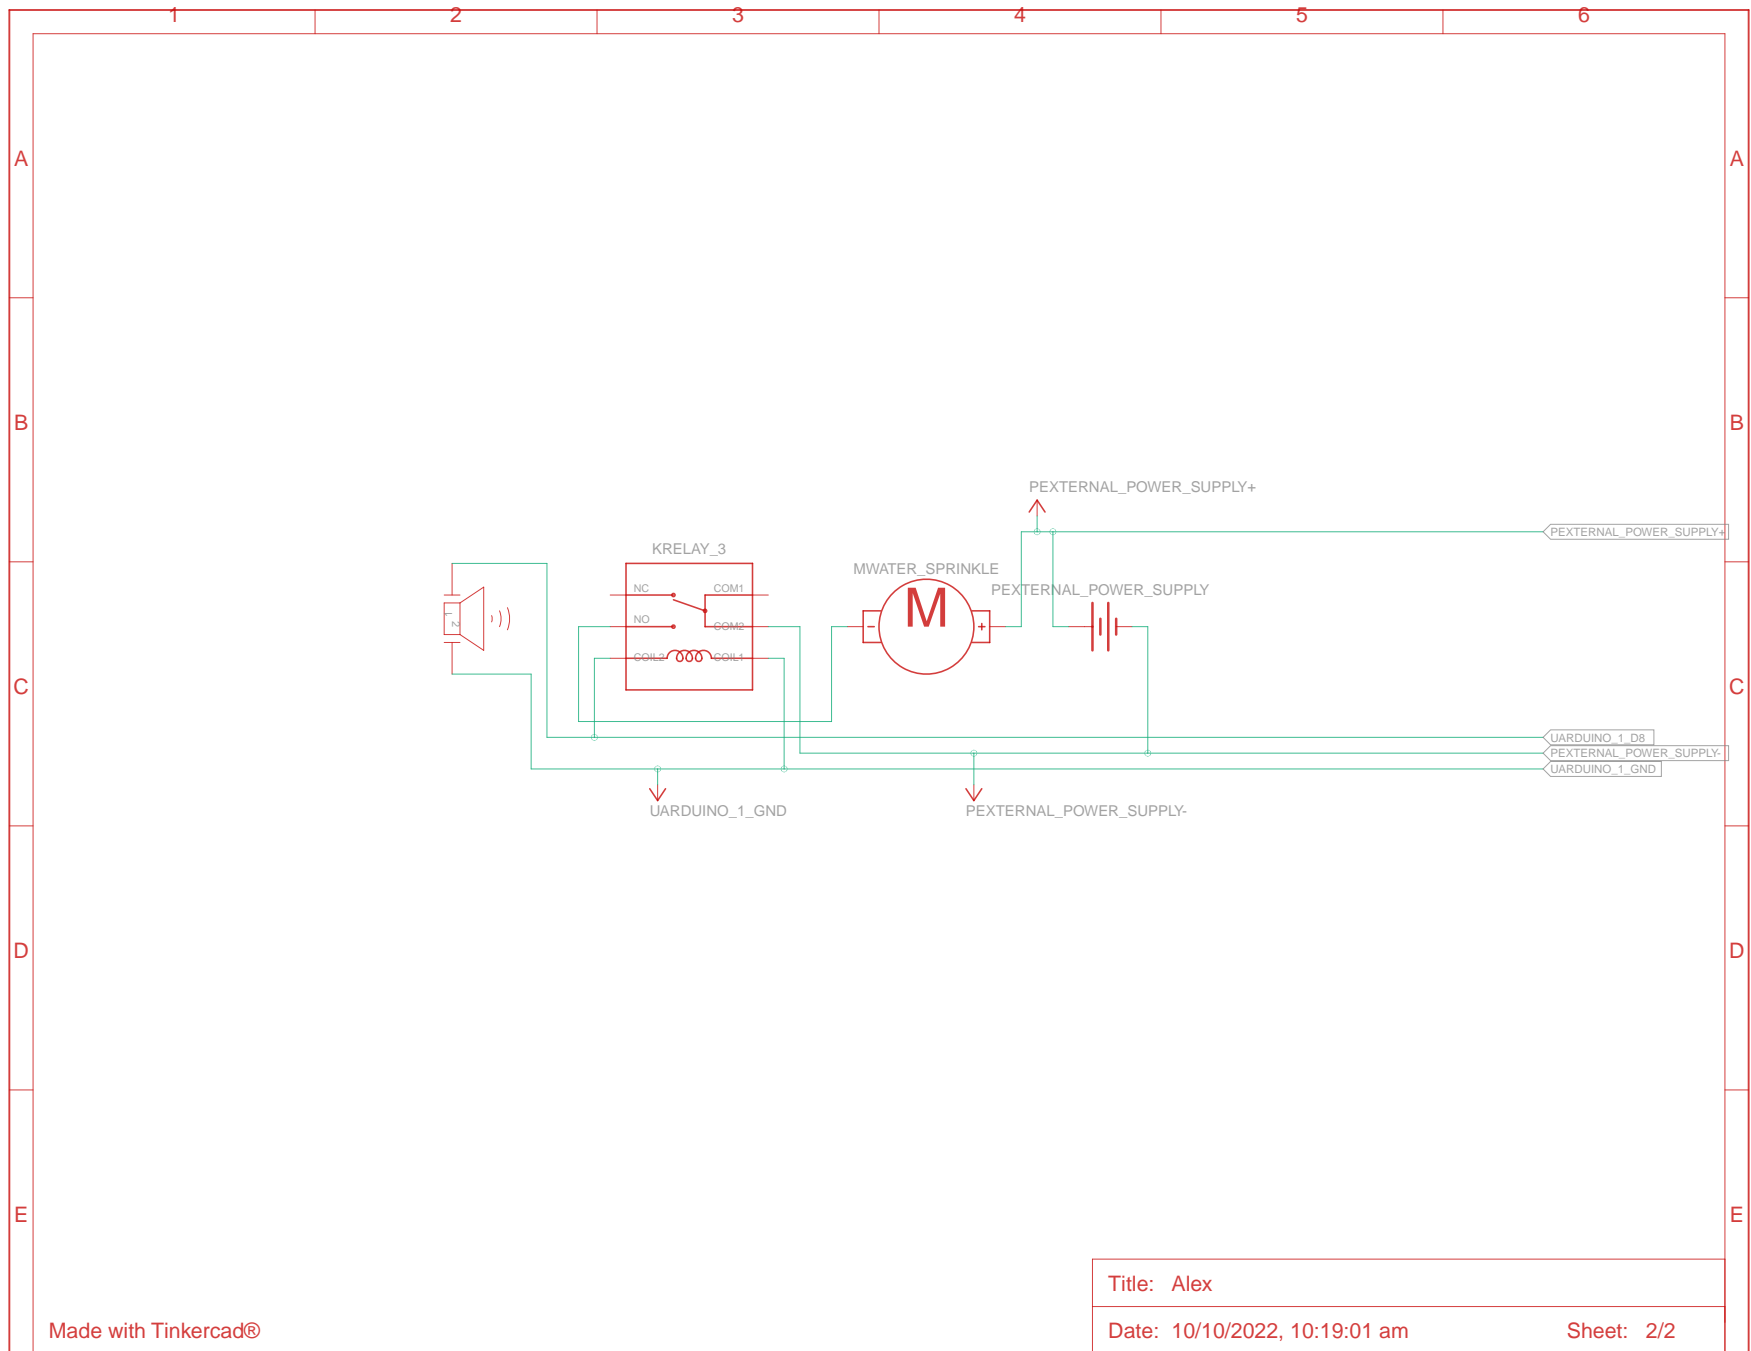 1 2 3 4 5 6
A A
B B
PEXTERNAL_POWER_SUPPLY+
PEXTERNAL_POWER_SUPPLY+
KRELAY_3
MWATER_SPRINKLE
PEXTERNAL_POWER_SUPPLY
NC COM1
M
NO COM2
- +
1
2
COIL2 COIL1
C C
UARDUINO_1_D8
PEXTERNAL_POWER_SUPPLY-
UARDUINO_1_GND
UARDUINO_1_GND PEXTERNAL_POWER_SUPPLY-
D D
E E
Title: Alex
Made with Tinkercad®
Date: 10/10/2022, 10:19:01 am Sheet: 2/2